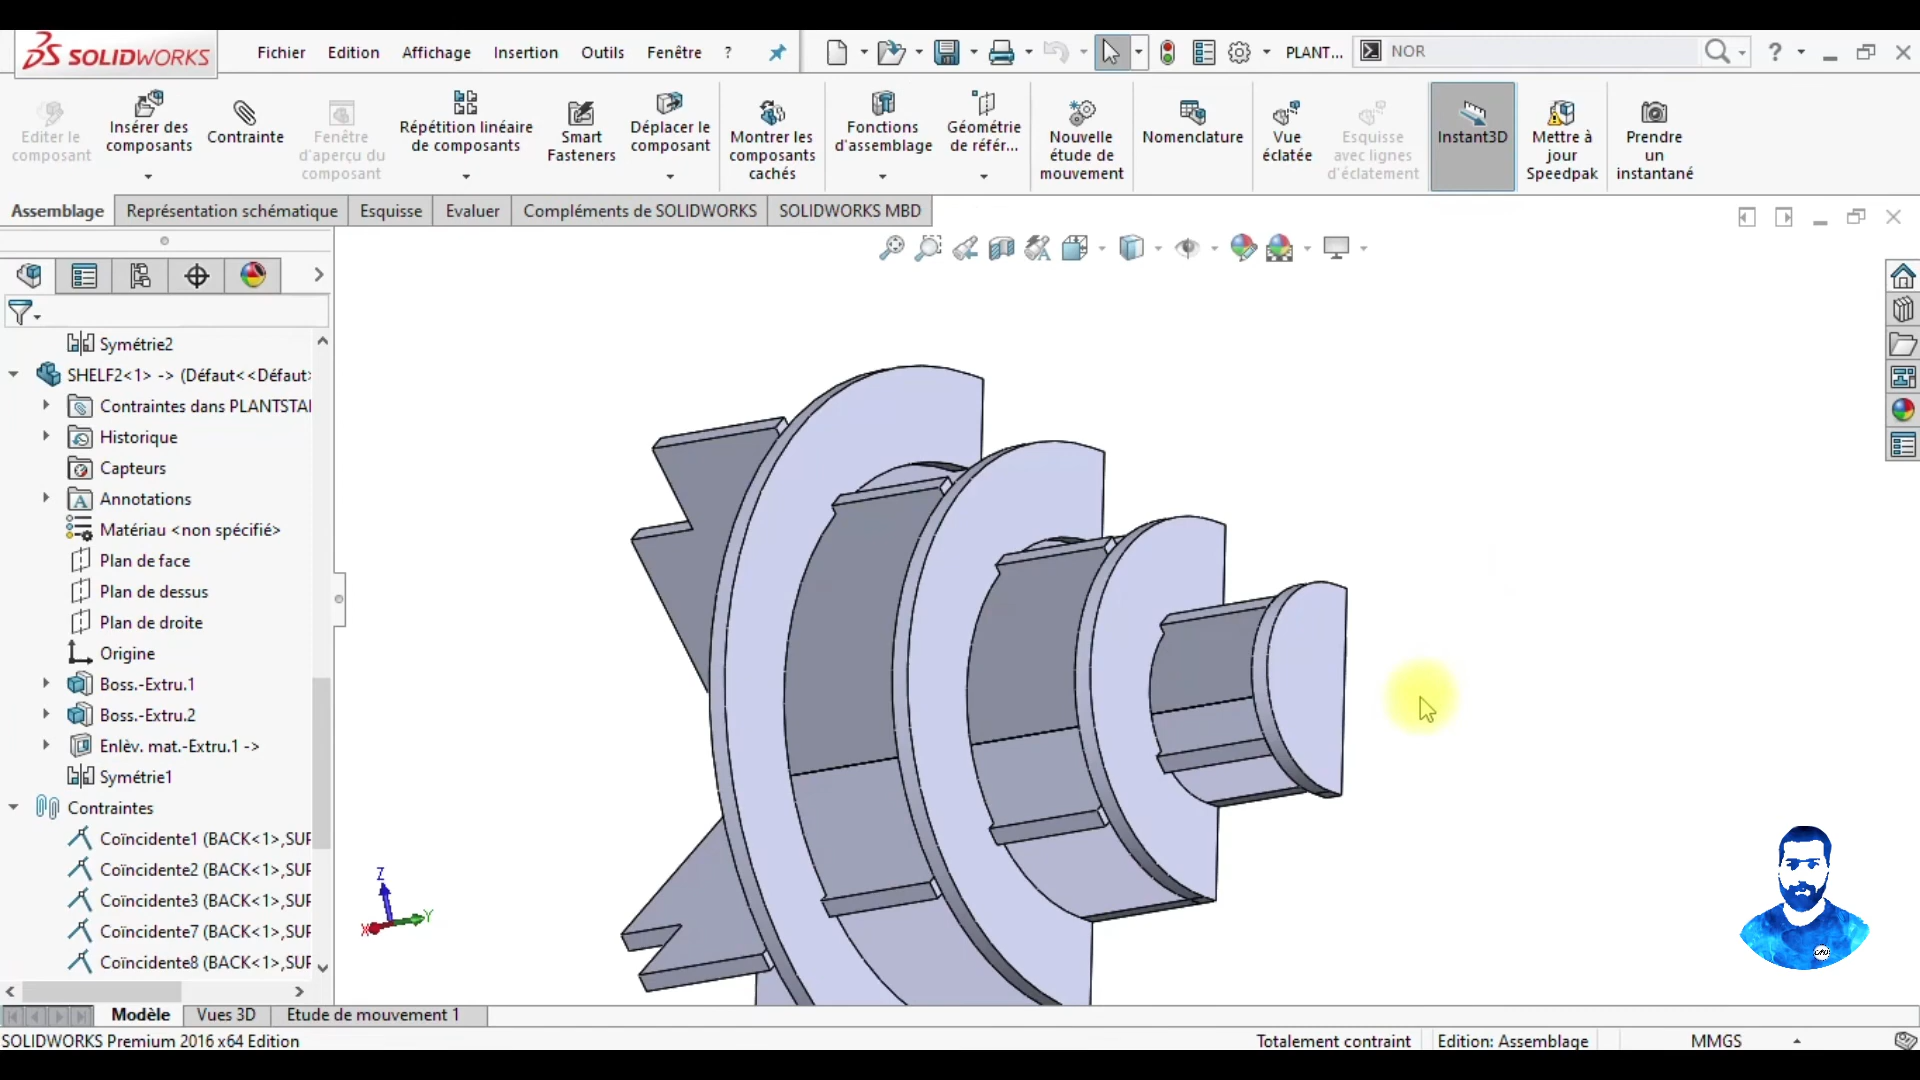 SOLIDWORKS
Fichier Edition Affichage Insertion Outils Fenêtre ?
PLANT... NOR ?
Editer le composant
Insérer des composants
Contrainte
Fenêtre d'aperçu du composant
Répétition linéaire de composants
Smart Fasteners
Déplacer le composant
Montrer les composants cachés
Fonctions d'assemblage
Géométrie de référ...
Nouvelle étude de mouvement
Nomenclature
Vue éclatée
Esquisse avec lignes d'éclatement
Instant3D
Mettre à jour Speedpak
Prendre un instantané
Assemblage Représentation schématique Esquisse Evaluer Compléments de SOLIDWORKS SOLIDWORKS MBD
Symétrie2
SHELF2<1> -> (Défaut<<Défaut>
Contraintes dans PLANTSTAI
Historique
Capteurs
Annotations
Matériau <non spécifié>
Plan de face
Plan de dessus
Plan de droite
Origine
Boss.-Extru.1
Boss.-Extru.2
Enlèv. mat.-Extru.1 ->
Symétrie1
Contraintes
Coïncidente1 (BACK<1>,SUF
Coïncidente2 (BACK<1>,SUF
Coïncidente3 (BACK<1>,SUF
Coïncidente7 (BACK<1>,SUF
Coïncidente8 (BACK<1>,SUF
Z
X Y
Modèle Vues 3D Etude de mouvement 1
SOLIDWORKS Premium 2016 x64 Edition
Totalement contraint Edition: Assemblage MMGS